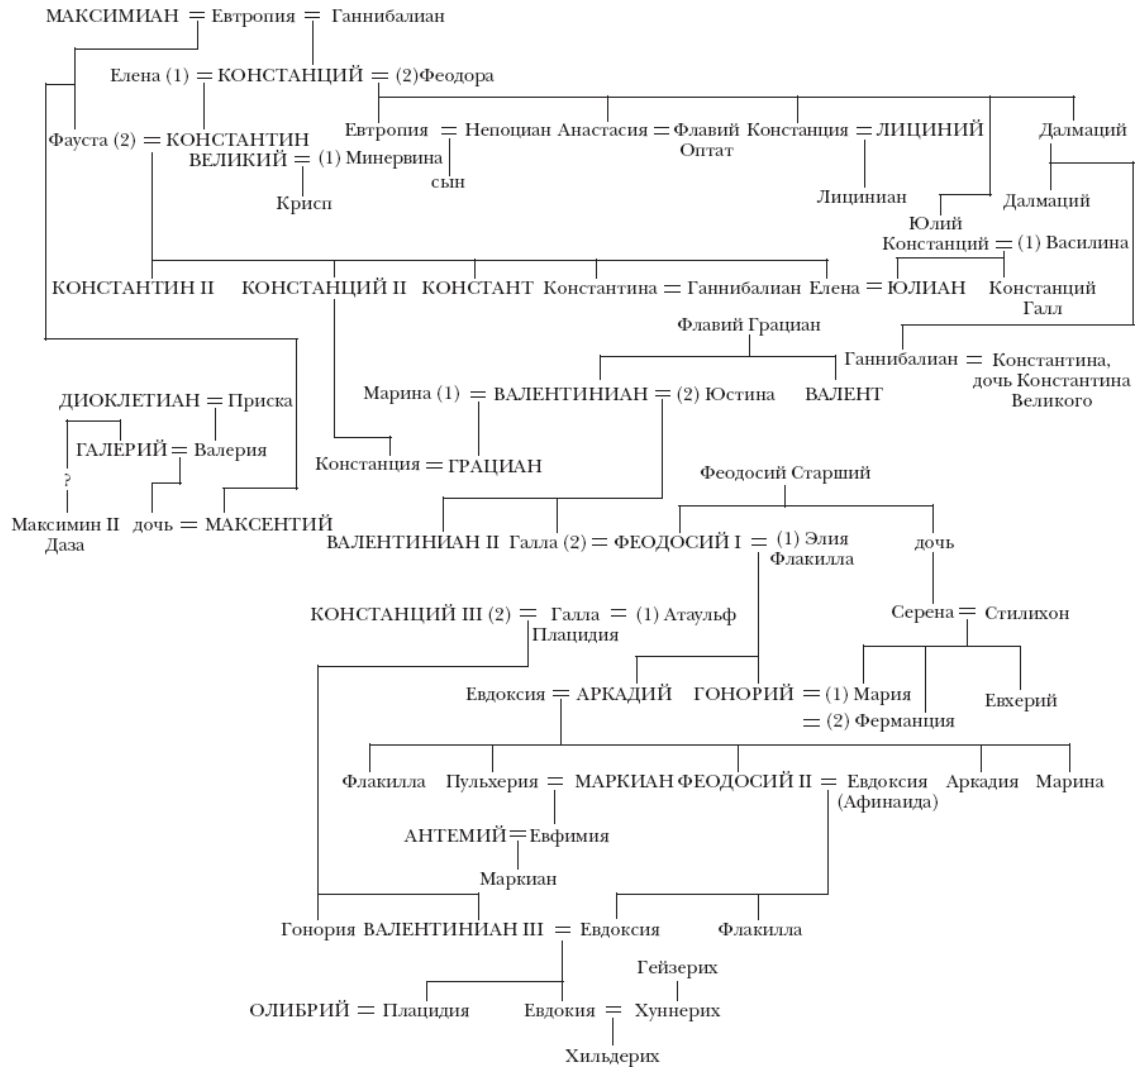 МАКСИМИАН = Евтропия = Ганнибалиан
Елена (1) = КОНСТАНЦИЙ = (2)Феодора
Фауста (2) = КОНСТАНТИН
ВЕЛИКИЙ = (1) Минервина
Крисп
Евтропия = Непоциан
сын
Анастасия = Флавий
Оптат
Констанция = ЛИЦИНИЙ
Лициниан
Далмаций
Далмаций
Юлий
Констанций = (1) Василина
КОНСТАНТИН II
КОНСТАНЦИЙ II
КОНСТАНТ
Константина = Ганнибалиан
Елена = ЮЛИАН
Констанций
Галл
Флавий Грациан
Ганнибалиан = Константина,
дочь Константина
Великого
Марина (1) = ВАЛЕНТИНИАН = (2) Юстина
ВАЛЕНТ
ДИОКЛЕТИАН = Приска
ГАЛЕРИЙ = Валерия
?
Констанция = ГРАЦИАН
Феодосий Старший
Максимин II
Даза
дочь = МАКСЕНТИЙ
ВАЛЕНТИНИАН II
Галла (2) = ФЕОДОСИЙ I = (1) Элия
Флакилла
дочь
КОНСТАНЦИЙ III (2) = Галла = (1) Атаульф
Плацидия
Серена = Стилихон
Евдоксия = АРКАДИЙ
ГОНОРИЙ = (1) Мария
= (2) Ферманция
Евхерий
Флакилла
Пульхерия = МАРКИАН
ФЕОДОСИЙ II = Евдоксия
(Афинаида)
Аркадия
Марина
АНТЕМИЙ = Евфимия
Маркиан
Гонория
ВАЛЕНТИНИАН III = Евдоксия
Флакилла
Гейзерих
ОЛИБРИЙ = Плацидия
Евдокия = Хуннерих
Хильдерих